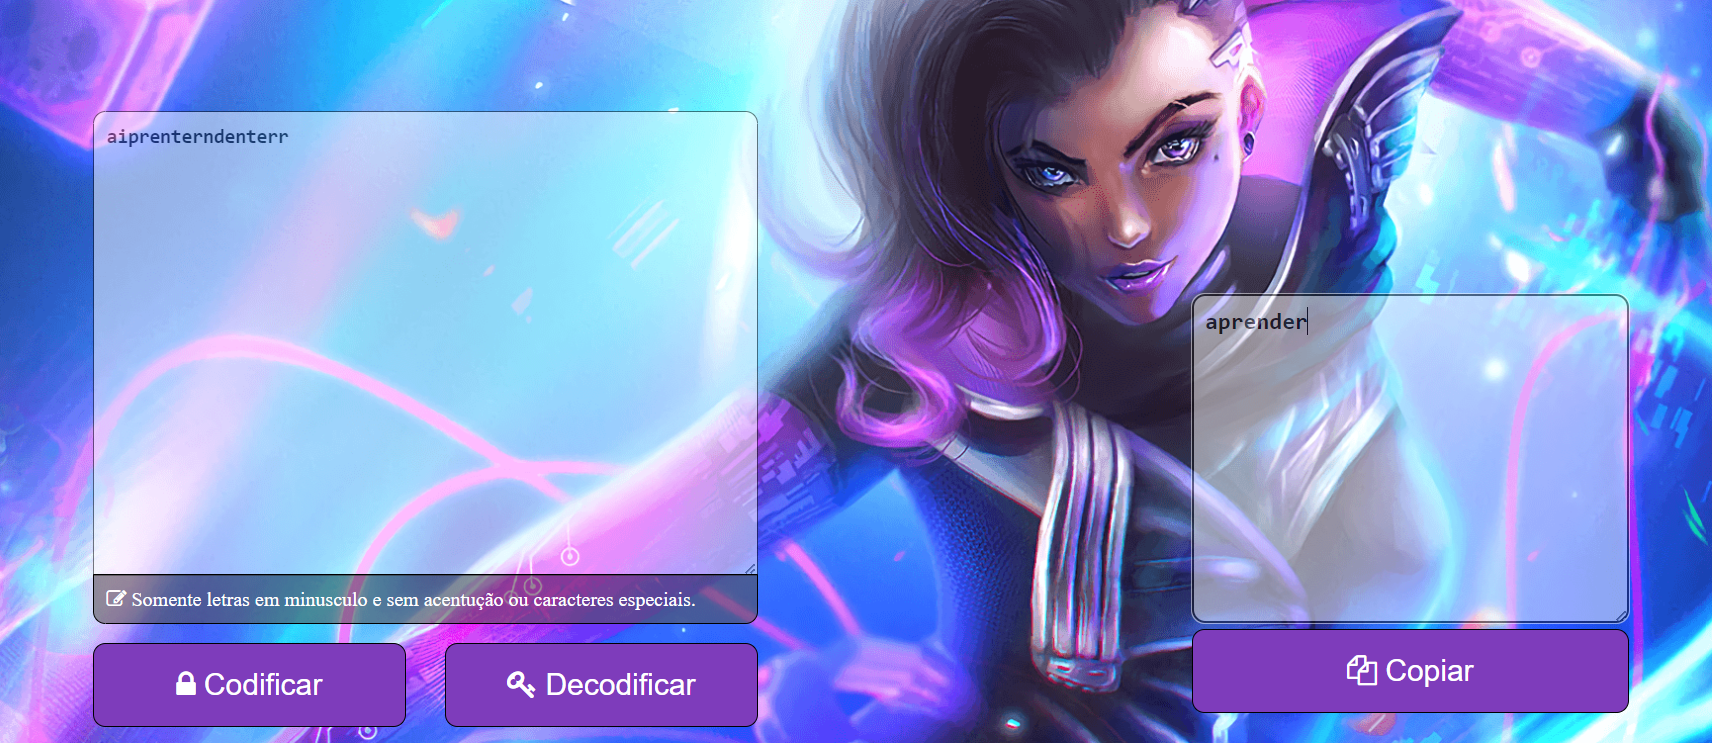 aiprenterndenterr
aprender
Somente letras em minusculo e sem acentução ou caracteres especiais.
Codificar
Decodificar
Copiar